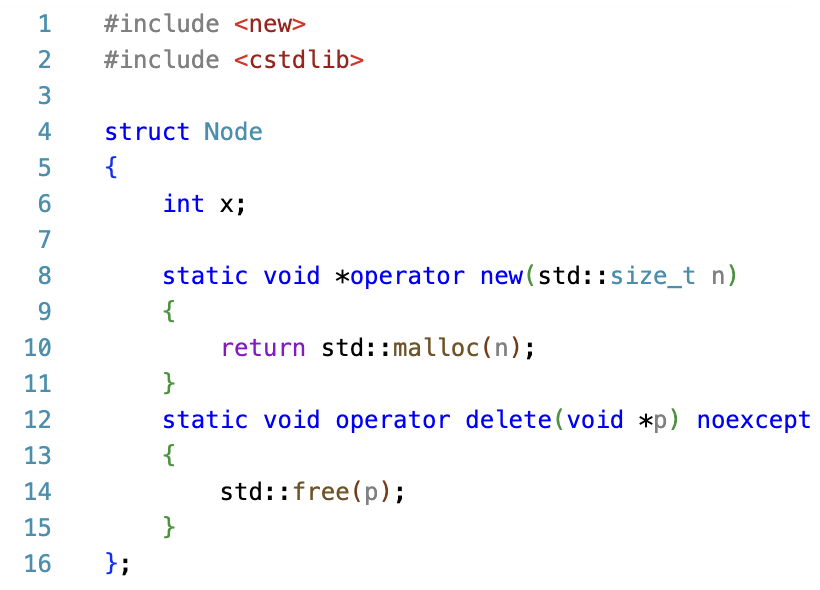 1 #include <new>
2 #include <cstdlib>
3
4 struct Node
5 {
6     int x;
7
8     static void *operator new(std::size_t n)
9     {
10         return std::malloc(n);
11     }
12     static void operator delete(void *p) noexcept
13     {
14         std::free(p);
15     }
16 };